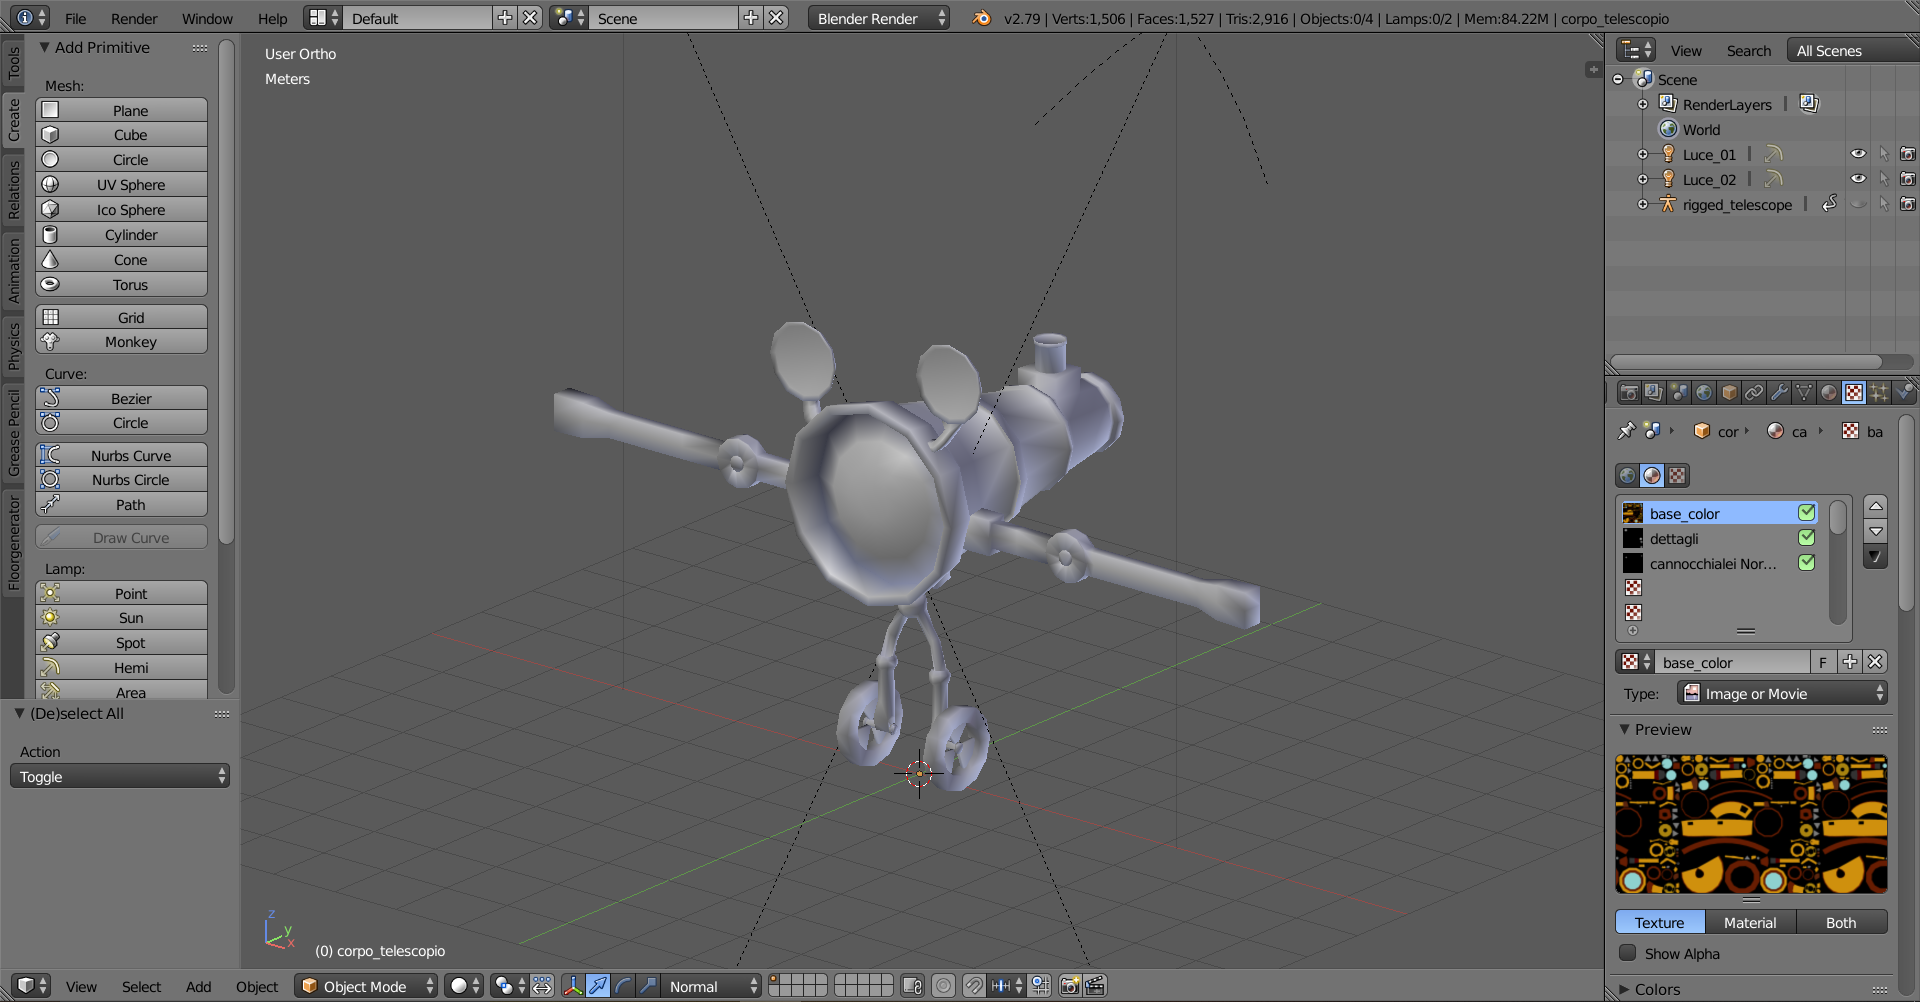 File Render Window Help Default Scene Blender Render v2.79 | Verts:1,506 | Faces:1,527 | Tris:2,916 | Objects:0/4 | Lamps:0/2 | Mem:84.22M | corpo_telescopio
Tools
Create
Relations
Animation
Physics
Grease Pencil
Floorgenerator
Add Primitive
Mesh:
Plane
Cube
Circle
UV Sphere
Ico Sphere
Cylinder
Cone
Torus
Grid
Monkey
Curve:
Bezier
Circle
Nurbs Curve
Nurbs Circle
Path
Draw Curve
Lamp:
Point
Sun
Spot
Hemi
Area
(De)select All
Action
Toggle
User Ortho
Meters
z
y
x
(0) corpo_telescopio
View Select Add Object Object Mode Normal
View Search All Scenes
Scene
RenderLayers |
World
Luce_01 |
Luce_02 |
rigged_telescope |
cor ca ba
base_color
dettagli
cannocchialei Nor...
base_color F
Type: Image or Movie
Preview
Texture Material Both
Show Alpha
Colors